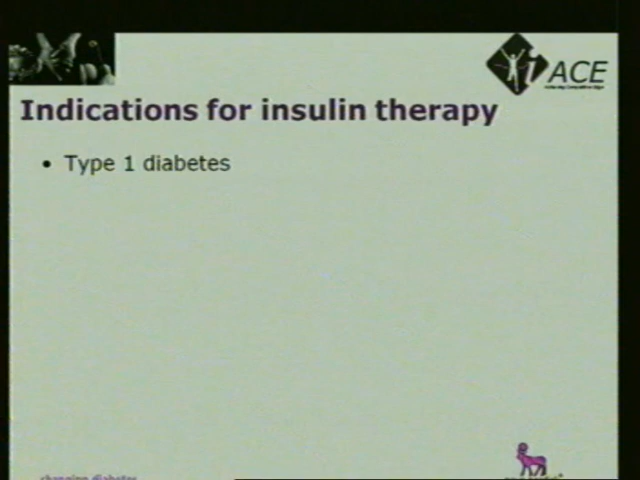 ACE
Indications for insulin therapy
• Type 1 diabetes
changing diabetes